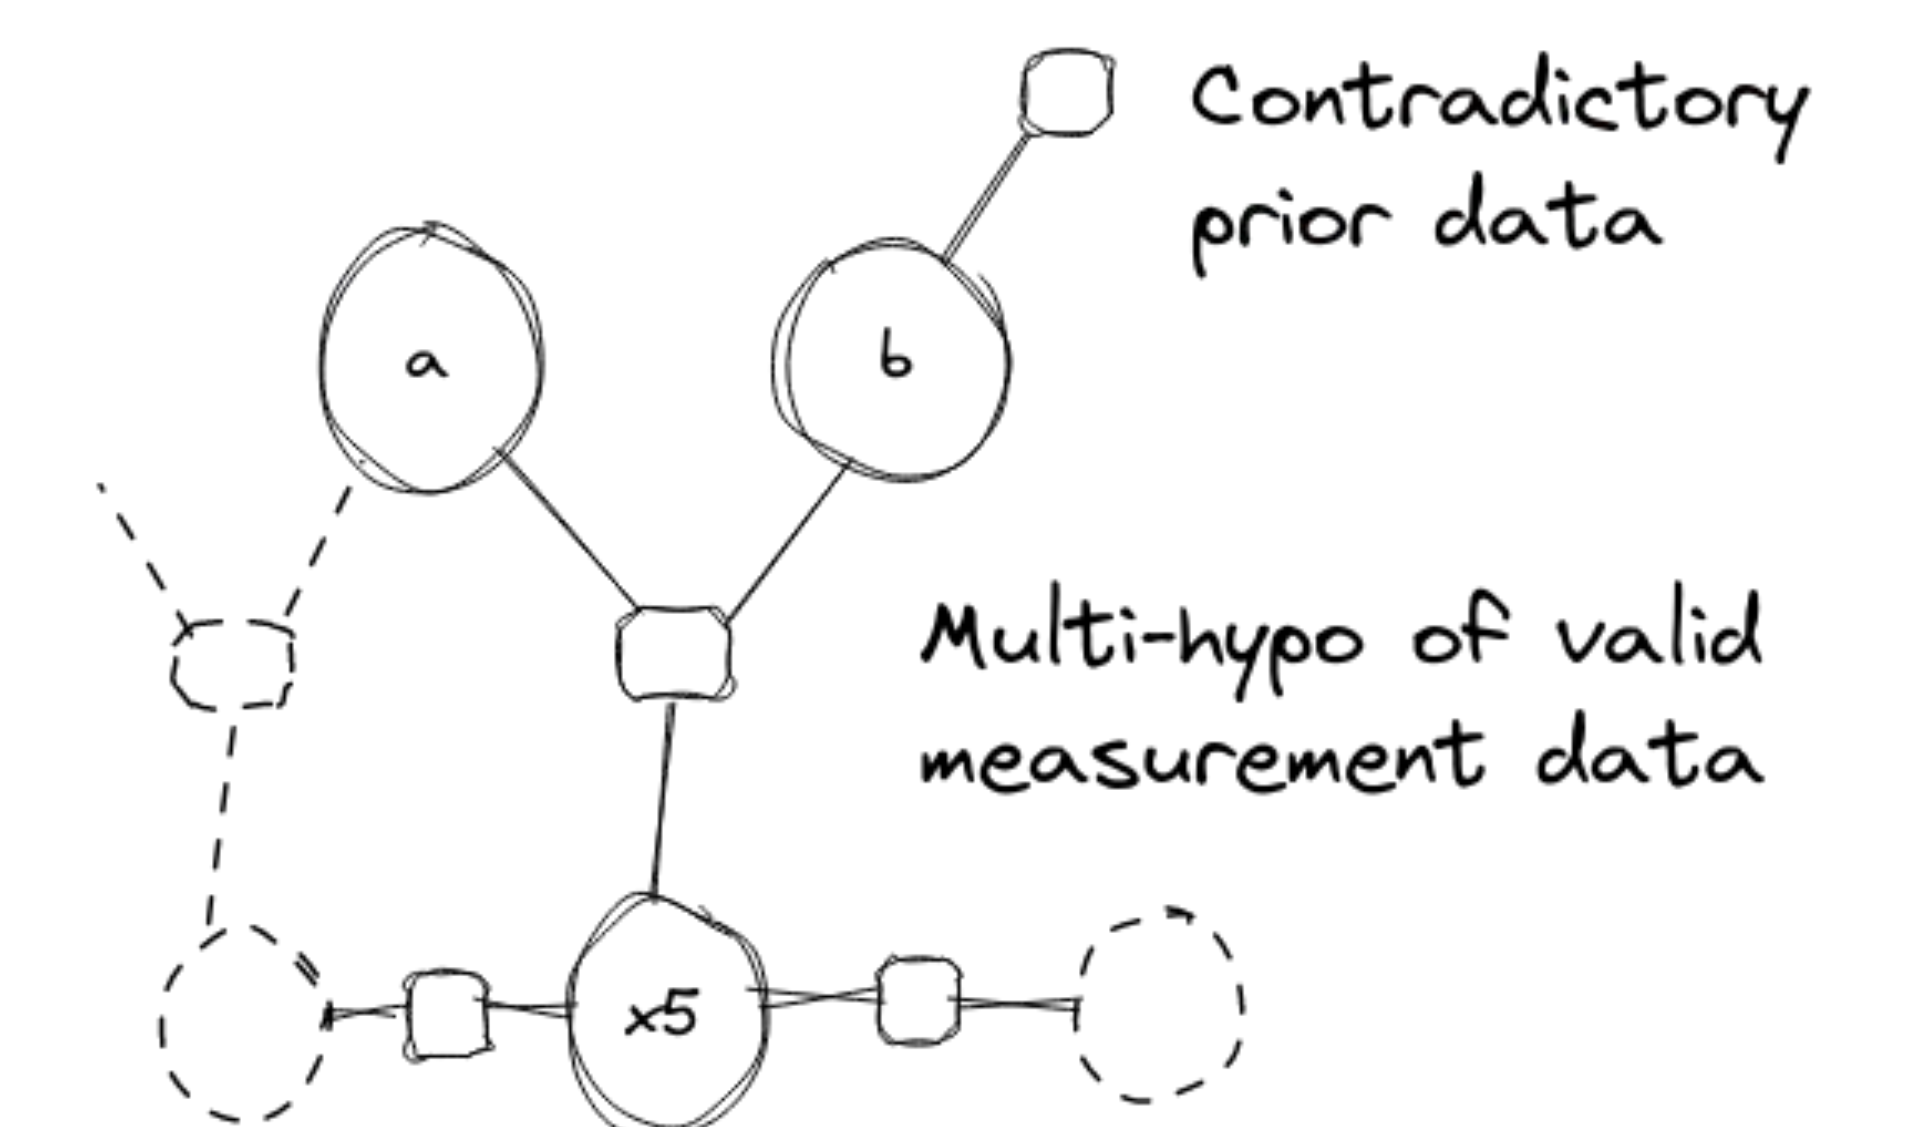 Contradictory
prior data
a
b
Multi-hypo of valid
measurement data
x5